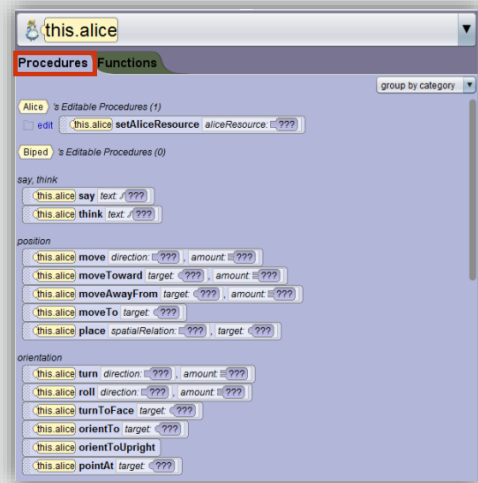 this.alice
Procedures Functions
group by category
Alice 's Editable Procedures (1)
edit this.alice setAliceResource aliceResource: ???
Biped 's Editable Procedures (0)
say, think
this.alice say text: ???
this.alice think text: ???
position
this.alice move direction: ??? , amount: ???
this.alice moveToward target: ??? , amount: ???
this.alice moveAwayFrom target: ??? , amount: ???
this.alice moveTo target: ???
this.alice place spatialRelation: ??? , target: ???
orientation
this.alice turn direction: ??? , amount: ???
this.alice roll direction: ??? , amount: ???
this.alice turnToFace target: ???
this.alice orientTo target: ???
this.alice orientToUpright
this.alice pointAt target: ???